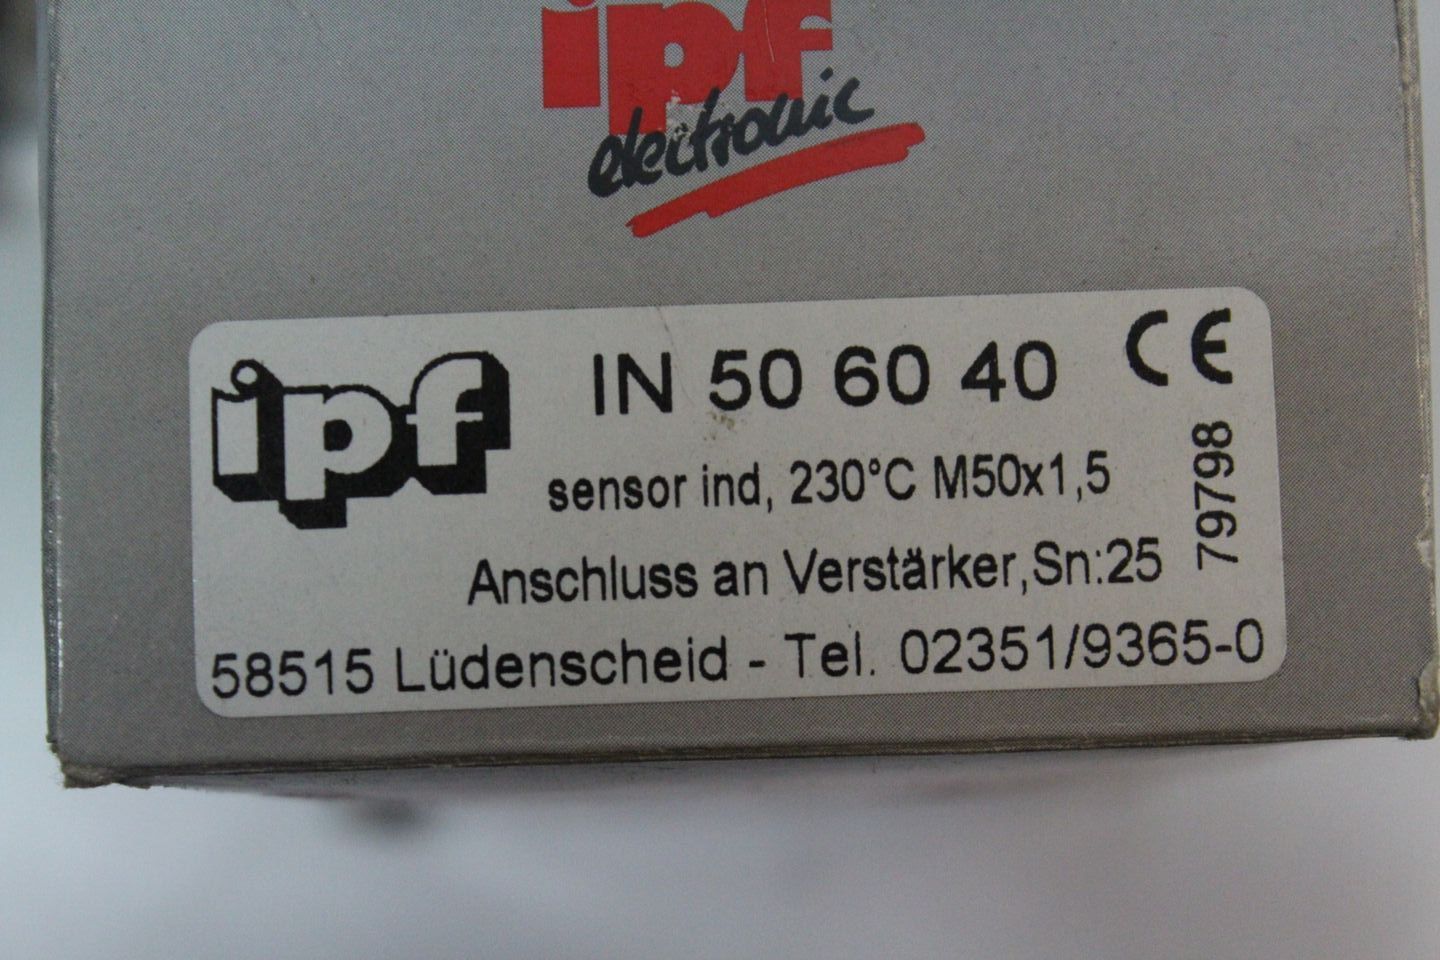 ipf
electronic
ipf
IN 50 60 40
CE
sensor ind, 230°C M50x1,5
79798
Anschluss an Verstärker,Sn:25
58515 Lüdenscheid - Tel. 02351/9365-0